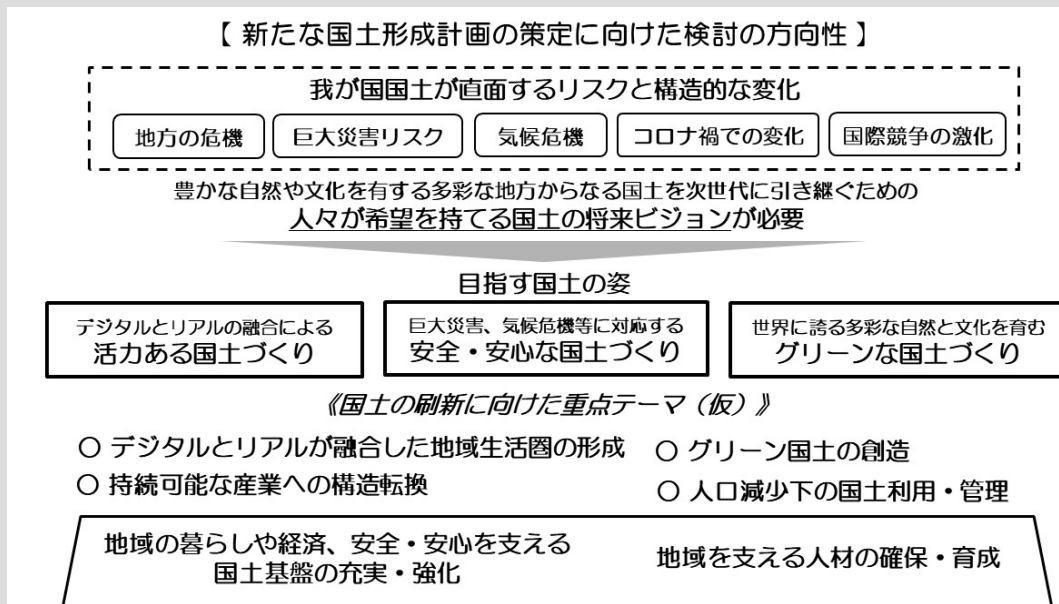 【 新たな国土形成計画の策定に向けた検討の方向性 】
我が国国土が直面するリスクと構造的な変化
地方の危機
巨大災害リスク
気候危機
コロナ禍での変化
国際競争の激化
豊かな自然や文化を有する多彩な地方からなる国土を次世代に引き継ぐための
人々が希望を持てる国土の将来ビジョンが必要
目指す国土の姿
デジタルとリアルの融合による
活力ある国土づくり
巨大災害、気候危機等に対応する
安全・安心な国土づくり
世界に誇る多彩な自然と文化を育む
グリーンな国土づくり
《国土の刷新に向けた重点テーマ（仮）》
○ デジタルとリアルが融合した地域生活圏の形成
○ 持続可能な産業への構造転換
○ グリーン国土の創造
○ 人口減少下の国土利用・管理
地域の暮らしや経済、安全・安心を支える
国土基盤の充実・強化
地域を支える人材の確保・育成